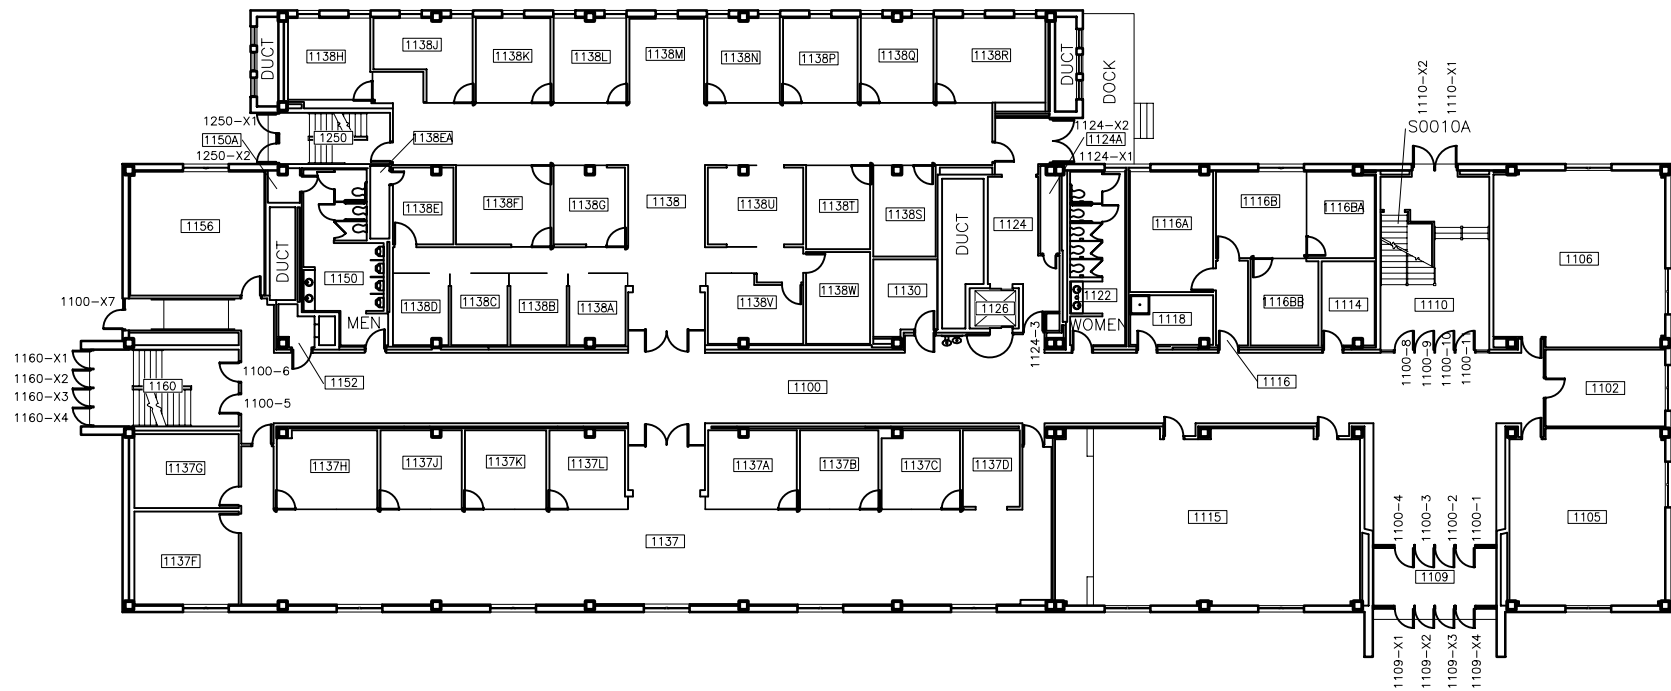 DUCT
1138H
1138J
1138K
1138L
1138M
1138N
1138P
1138Q
1138R
DUCT
DOCK
1110-X2
1110-X1
S0010A
1250-X1
1150A
1250-X2
1250
1138EA
1124-X2
1124A
1124-X1
1156
DUCT
1150
MEN
1138E
1138F
1138G
1138
1138U
1138T
1138S
DUCT
1124
1116A
1116B
1116BA
1106
1138D
1138C
1138B
1138A
1138V
1138W
1130
1126
1124-3
1122
WOMEN
1118
1116BB
1114
1110
1100-X7
1160-X1
1160-X2
1160-X3
1160-X4
1160
1100-6
1100-5
1152
1100
1116
1100-8
1100-9
1100-10
1100-11
1102
1137G
1137H
1137J
1137K
1137L
1137A
1137B
1137C
1137D
1137F
1137
1115
1100-4
1100-3
1100-2
1100-1
1105
1109
1109-X1
1109-X2
1109-X3
1109-X4